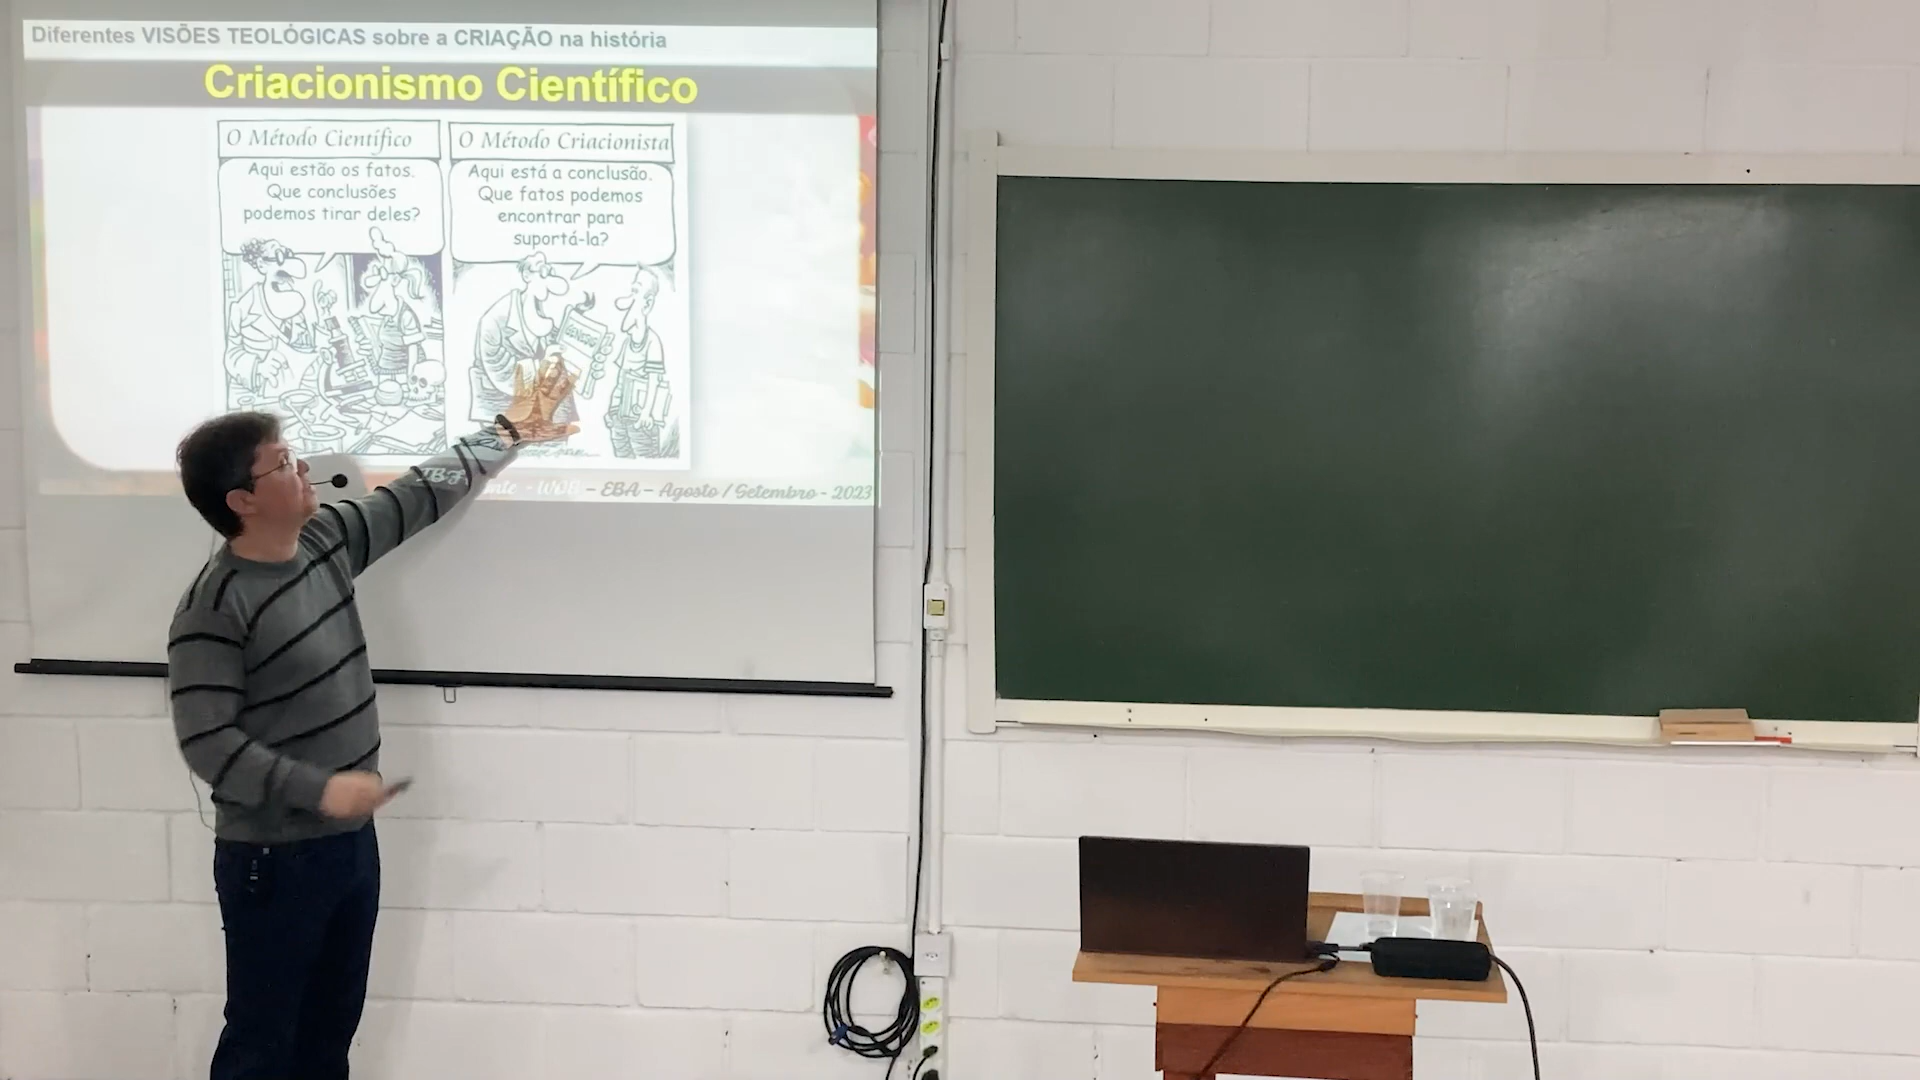 Diferentes VISÕES TEOLÓGICAS sobre a CRIAÇÃO na história
Criacionismo Científico
O Método Científico
Aqui estão os fatos.
Que conclusões
podemos tirar deles?
O Método Criacionista
Aqui está a conclusão.
Que fatos podemos
encontrar para
suportá-la?
- EBA – Agosto / Setembro - 2023